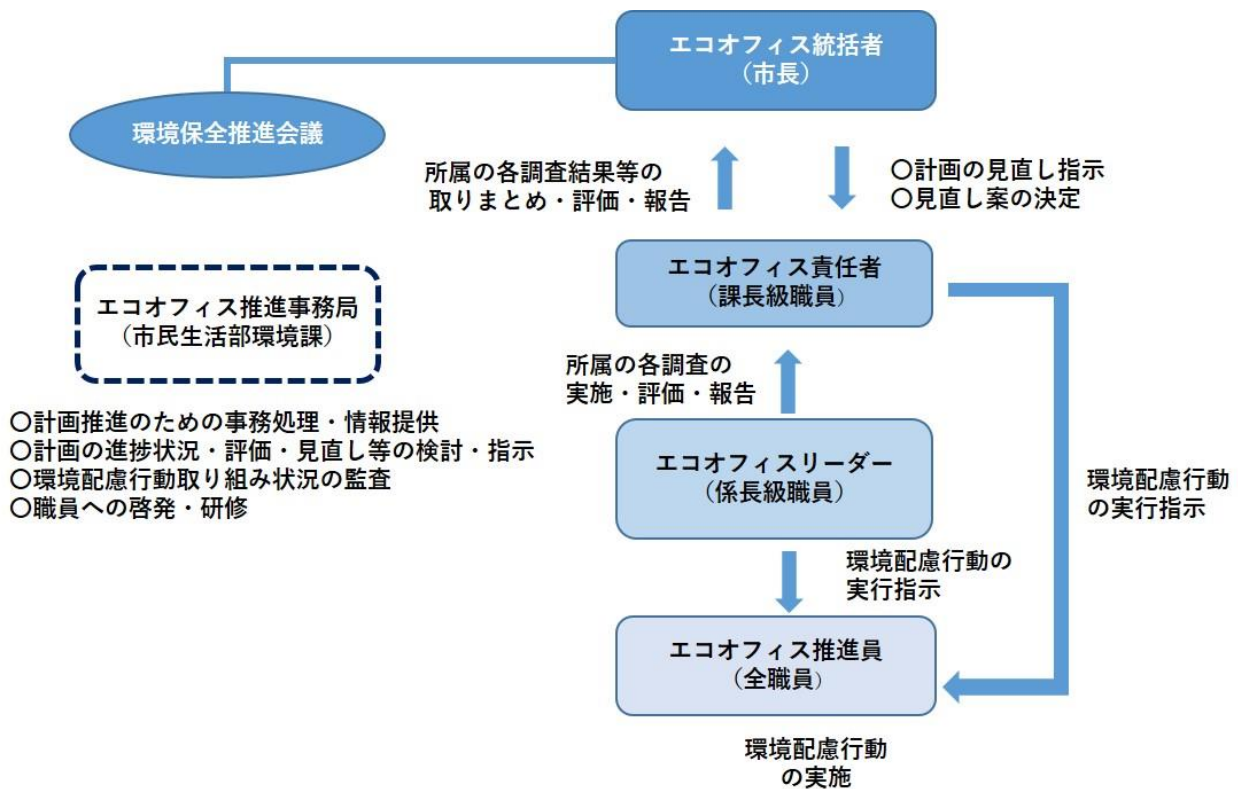 エコオフィス統括者
（市長）
環境保全推進会議
所属の各調査結果等の
取りまとめ・評価・報告
〇計画の見直し指示
〇見直し案の決定
エコオフィス責任者
（課長級職員）
エコオフィス推進事務局
（市民生活部環境課）
所属の各調査の
実施・評価・報告
〇計画推進のための事務処理・情報提供
〇計画の進捗状況・評価・見直し等の検討・指示
〇環境配慮行動取り組み状況の監査
〇職員への啓発・研修
エコオフィスリーダー
（係長級職員）
環境配慮行動
の実行指示
環境配慮行動の
実行指示
エコオフィス推進員
（全職員）
環境配慮行動
の実施